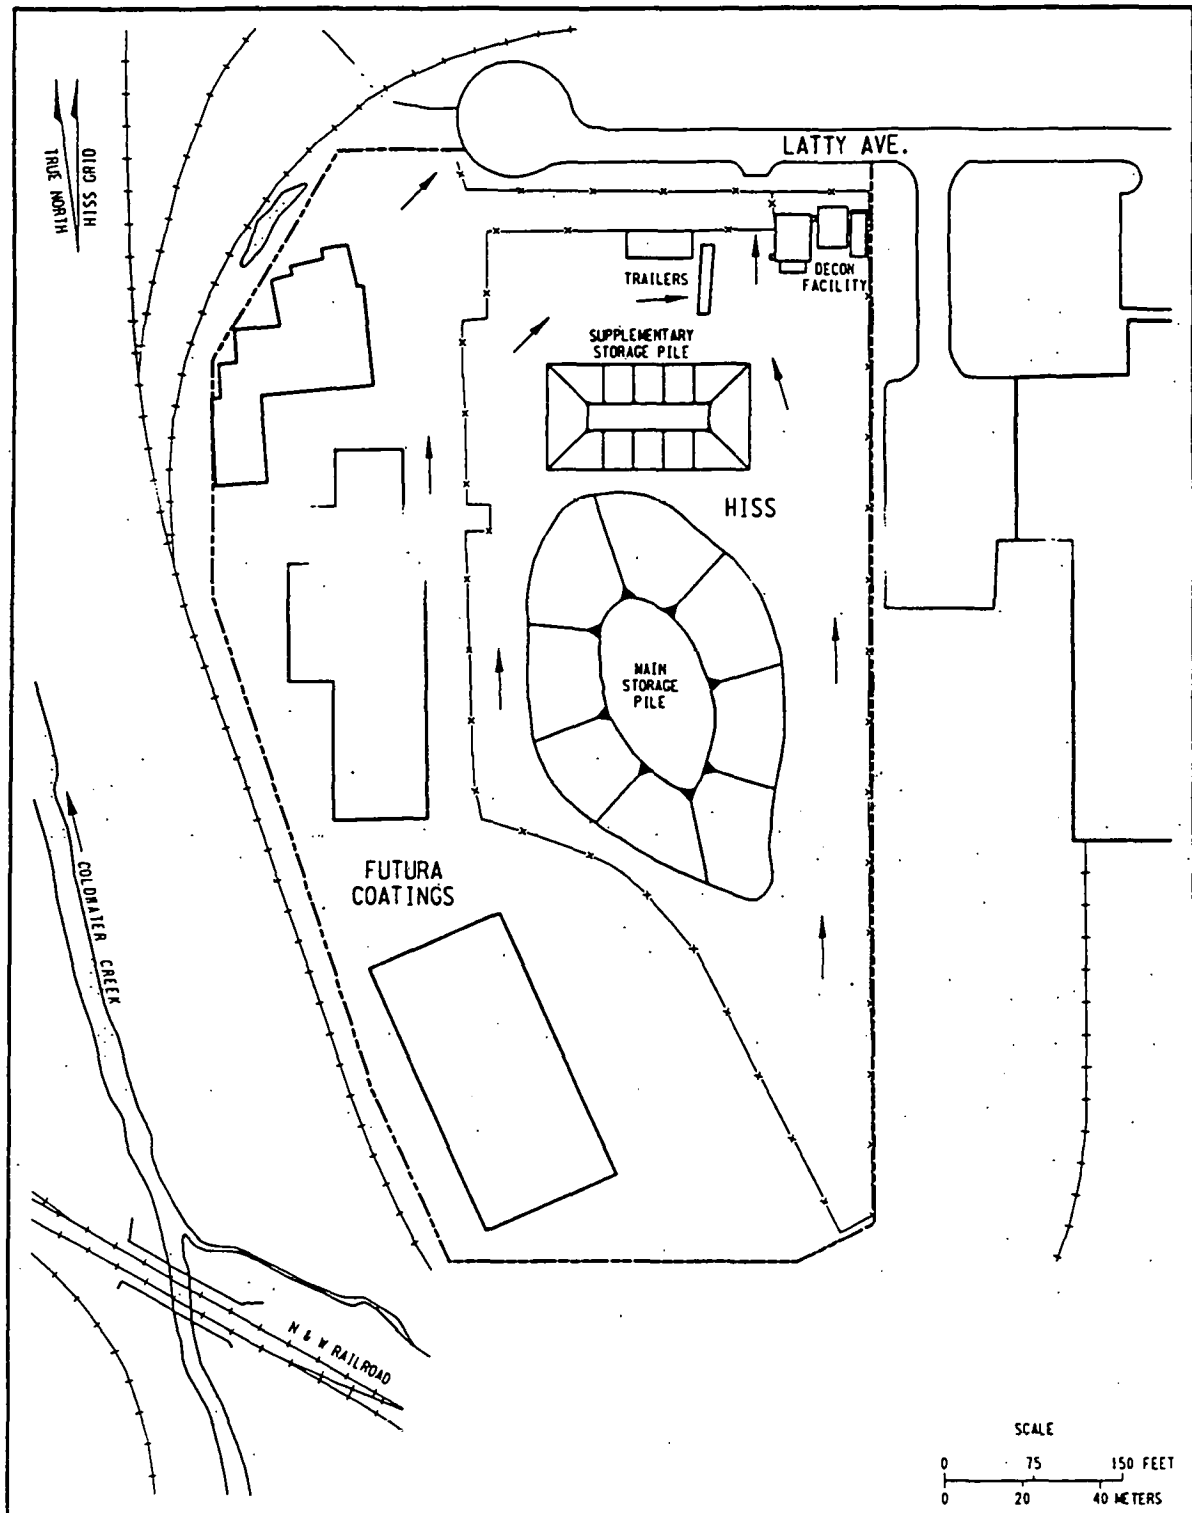 LATTY AVE.
TRUE NORTH
HISS GRID
TRAILERS
DECON
FACILITY
SUPPLEMENTARY
STORAGE PILE
HISS
MAIN
STORAGE
PILE
FUTURA
COATINGS
COLDWATER CREEK
N & W RAILROAD
SCALE
0 75 150 FEET
0 20 40 METERS